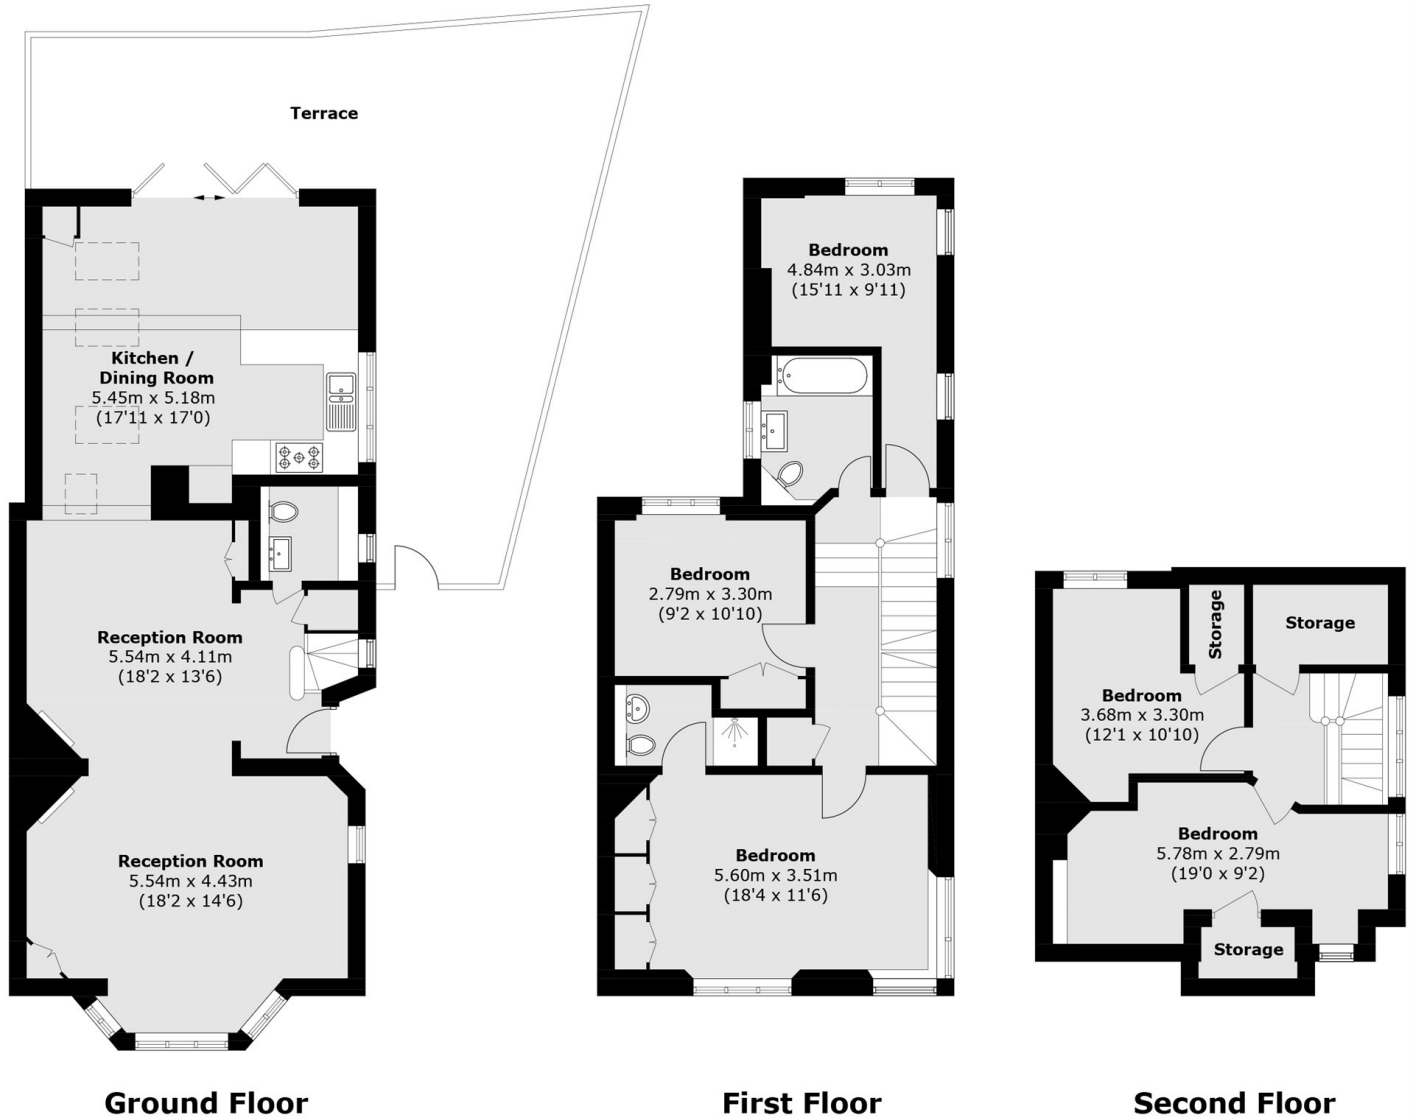 Terrace
Kitchen /
Dining Room
5.45m x 5.18m
(17'11 x 17'0)
Reception Room
5.54m x 4.11m
(18'2 x 13'6)
Reception Room
5.54m x 4.43m
(18'2 x 14'6)
Ground Floor
Bedroom
4.84m x 3.03m
(15'11 x 9'11)
Bedroom
2.79m x 3.30m
(9'2 x 10'10)
Bedroom
5.60m x 3.51m
(18'4 x 11'6)
First Floor
Storage
Storage
Bedroom
3.68m x 3.30m
(12'1 x 10'10)
Bedroom
5.78m x 2.79m
(19'0 x 9'2)
Storage
Second Floor